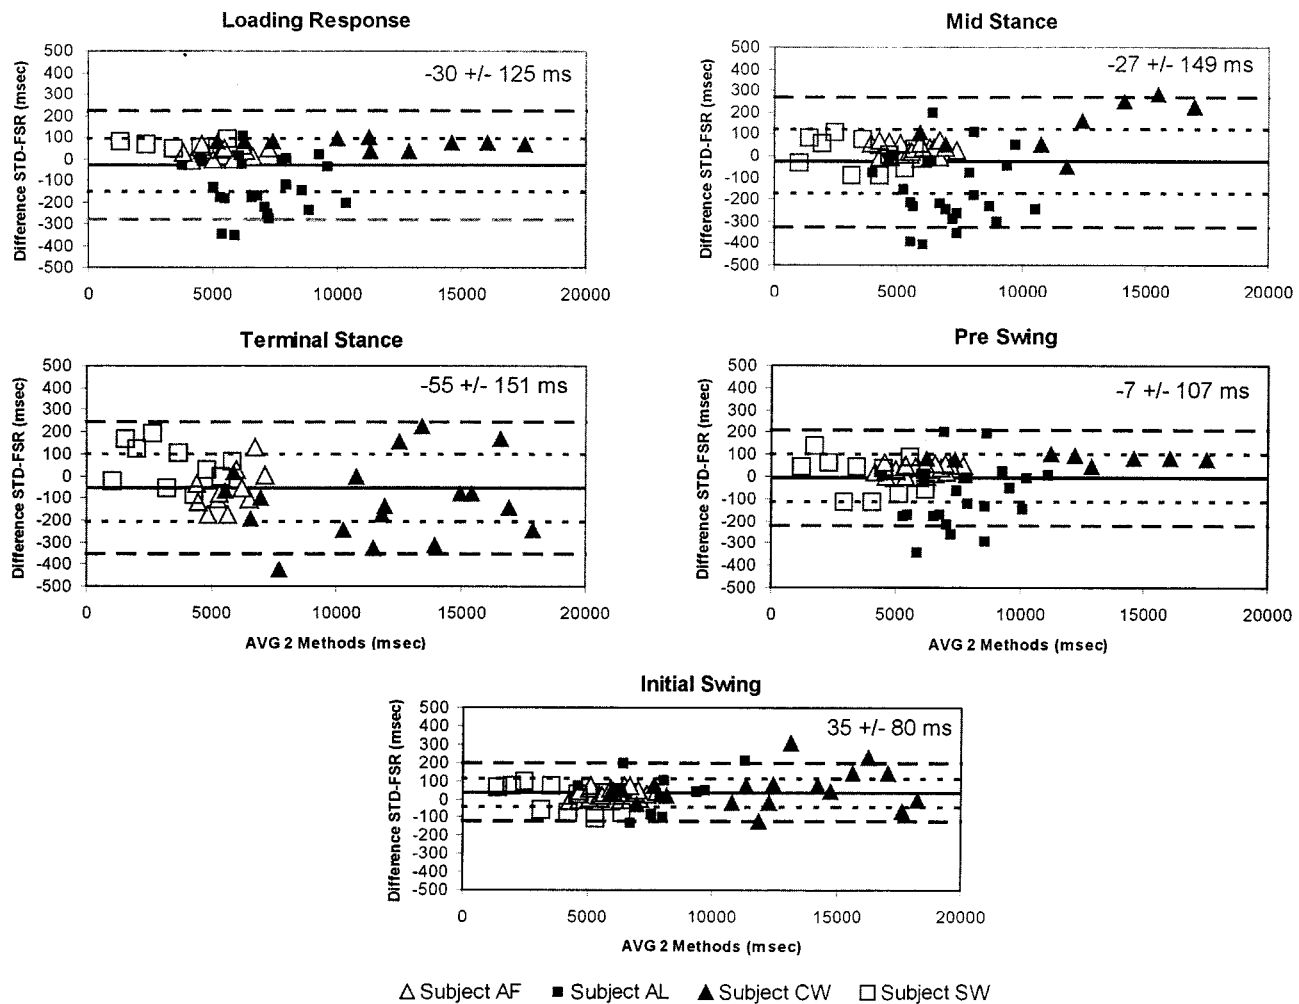 Loading Response
Difference STD-FSR (msec)
500
400
300
200
100
0
-100
-200
-300
-400
-500
-30 +/- 125 ms
0 5000 10000 15000 20000
Mid Stance
Difference STD-FSR (msec)
500
400
300
200
100
0
-100
-200
-300
-400
-500
-27 +/- 149 ms
0 5000 10000 15000 20000
Terminal Stance
Difference STD-FSR (msec)
500
400
300
200
100
0
-100
-200
-300
-400
-500
-55 +/- 151 ms
0 5000 10000 15000 20000
AVG 2 Methods (msec)
Pre Swing
Difference STD-FSR (msec)
500
400
300
200
100
0
-100
-200
-300
-400
-500
-7 +/- 107 ms
0 5000 10000 15000 20000
AVG 2 Methods (msec)
Initial Swing
Difference STD-FSR (msec)
500
400
300
200
100
0
-100
-200
-300
-400
-500
35 +/- 80 ms
0 5000 10000 15000 20000
AVG 2 Methods (msec)
Subject AF Subject AL Subject CW Subject SW